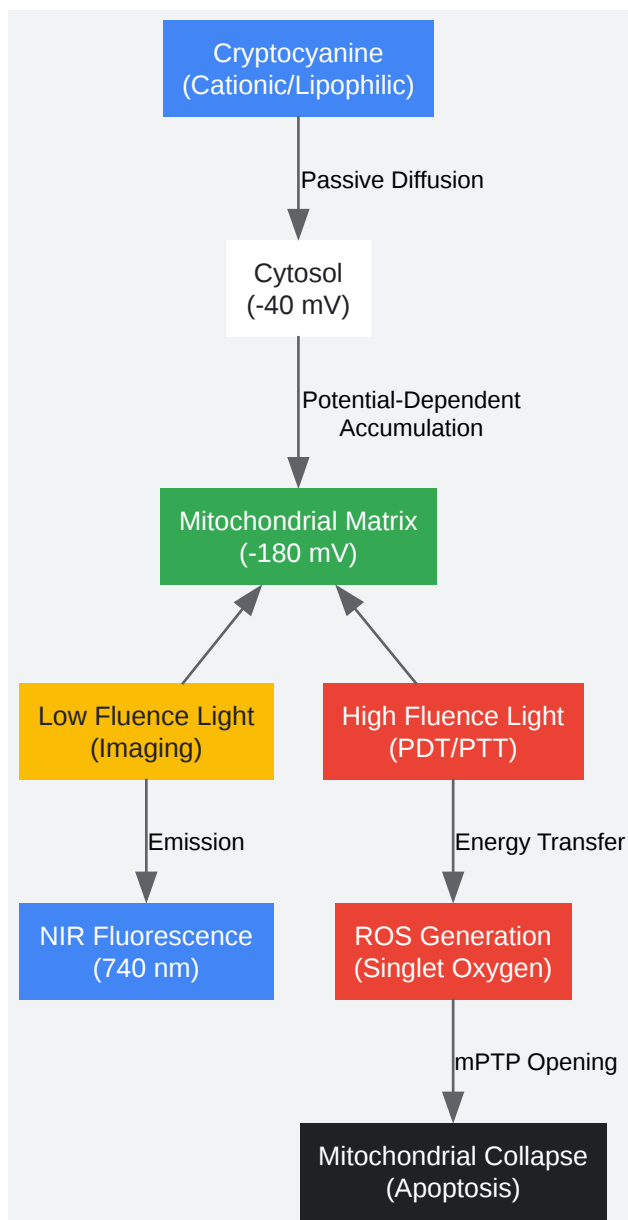 Cryptocyanine
(Cationic/Lipophilic)
Passive Diffusion
Cytosol
(-40 mV)
Potential-Dependent
Accumulation
Mitochondrial Matrix
(-180 mV)
Low Fluence Light
(Imaging)
High Fluence Light
(PDT/PTT)
Emission
Energy Transfer
NIR Fluorescence
(740 nm)
ROS Generation
(Singlet Oxygen)
mPTP Opening
Mitochondrial Collapse
(Apoptosis)